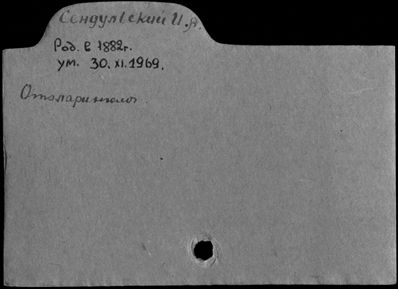 Сендульский И.Я.
Род. в 1882г.
ум. 30.XI.1969.
Отоларинголог